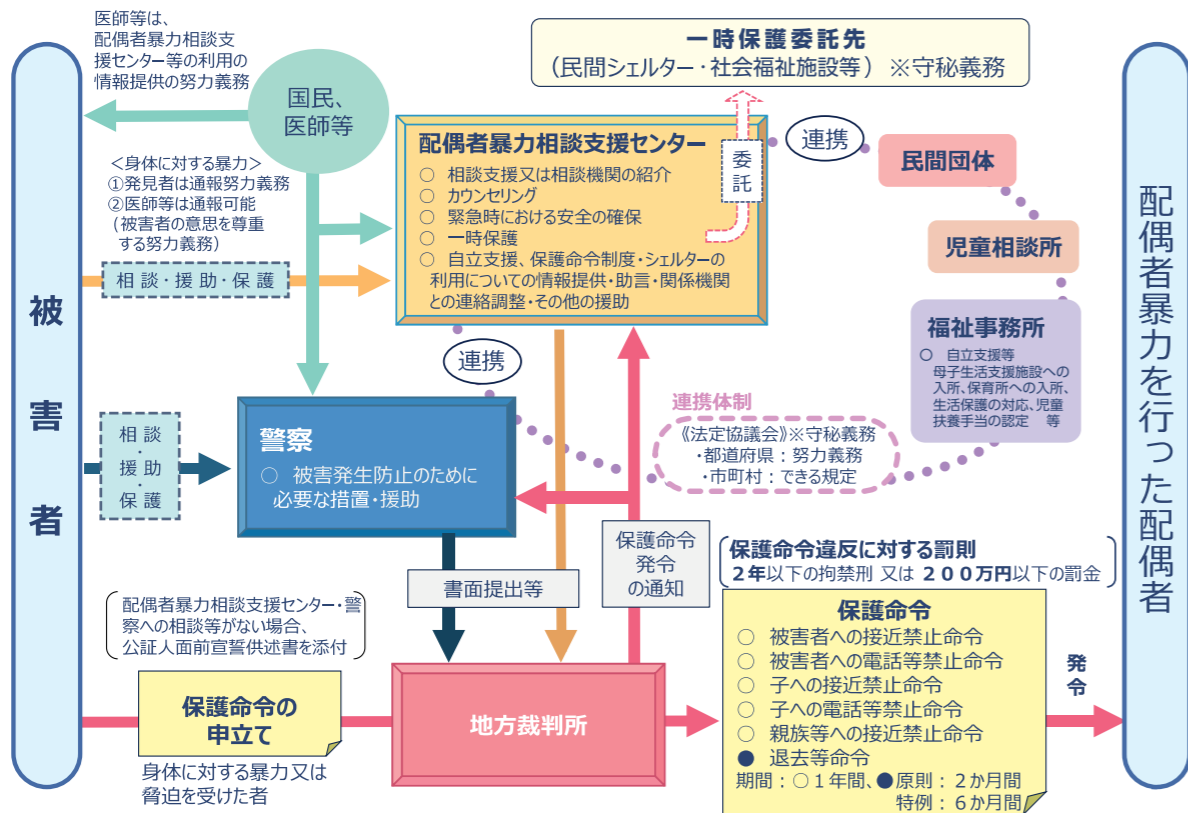 医師等は、
配偶者暴力相談支
援センター等の利用の
情報提供の努力義務
国民、
医師等
一時保護委託先
（民間シェルター・社会福祉施設等）※守秘義務
配偶者暴力相談支援センター
○ 相談支援又は相談機関の紹介
○ カウンセリング
○ 緊急時における安全の確保
○ 一時保護
○ 自立支援、保護命令制度・シェルターの
利用についての情報提供・助言・関係機関
との連絡調整・その他の援助
委託
連携
民間団体
児童相談所
福祉事務所
○ 自立支援等
母子生活支援施設への
入所、保育所への入所、
生活保護の対応、児童
扶養手当の認定 等
＜身体に対する暴力＞
①発見者は通報努力義務
②医師等は通報可能
（被害者の意思を尊重
する努力義務）
相談・援助・保護
被害者
連携
連携体制
《法定協議会》※守秘義務
・都道府県：努力義務
・市町村：できる規定
警察
○ 被害発生防止のために
必要な措置・援助
相談
・
援助
・
保護
書面提出等
保護命令
発令
の通知
保護命令違反に対する罰則
２年以下の拘禁刑 又は ２００万円以下の罰金
配偶者暴力相談支援センター・警
察への相談等がない場合、
公証人面前宣誓供述書を添付
保護命令の
申立て
身体に対する暴力又は
脅迫を受けた者
地方裁判所
保護命令
○ 被害者への接近禁止命令
○ 被害者への電話等禁止命令
○ 子への接近禁止命令
○ 子への電話等禁止命令
○ 親族等への接近禁止命令
● 退去等命令
期間：○１年間、●原則：２か月間
特例：６か月間
発令
配偶者暴力を行った配偶者